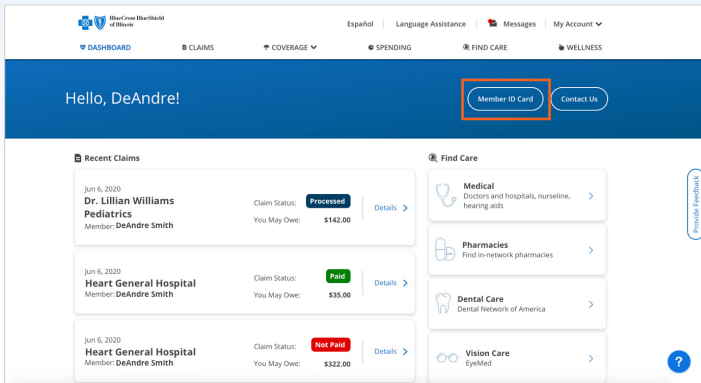 BlueCross BlueShield
of Illinois
Español Language Assistance Messages My Account
DASHBOARD CLAIMS COVERAGE SPENDING FIND CARE WELLNESS
Hello, DeAndre!
Member ID Card Contact Us
Recent Claims
Jun 6, 2020
Dr. Lillian Williams
Pediatrics
Member: DeAndre Smith
Claim Status: Processed
You May Owe: $142.00
Details
Jun 6, 2020
Heart General Hospital
Member: DeAndre Smith
Claim Status: Paid
You May Owe: $35.00
Details
Jun 6, 2020
Heart General Hospital
Member: DeAndre Smith
Claim Status: Not Paid
You May Owe: $322.00
Details
Find Care
Medical
Doctors and hospitals, nurseline,
hearing aids
Pharmacies
Find in-network pharmacies
Dental Care
Dental Network of America
Vision Care
EyeMed
Provide Feedback
?